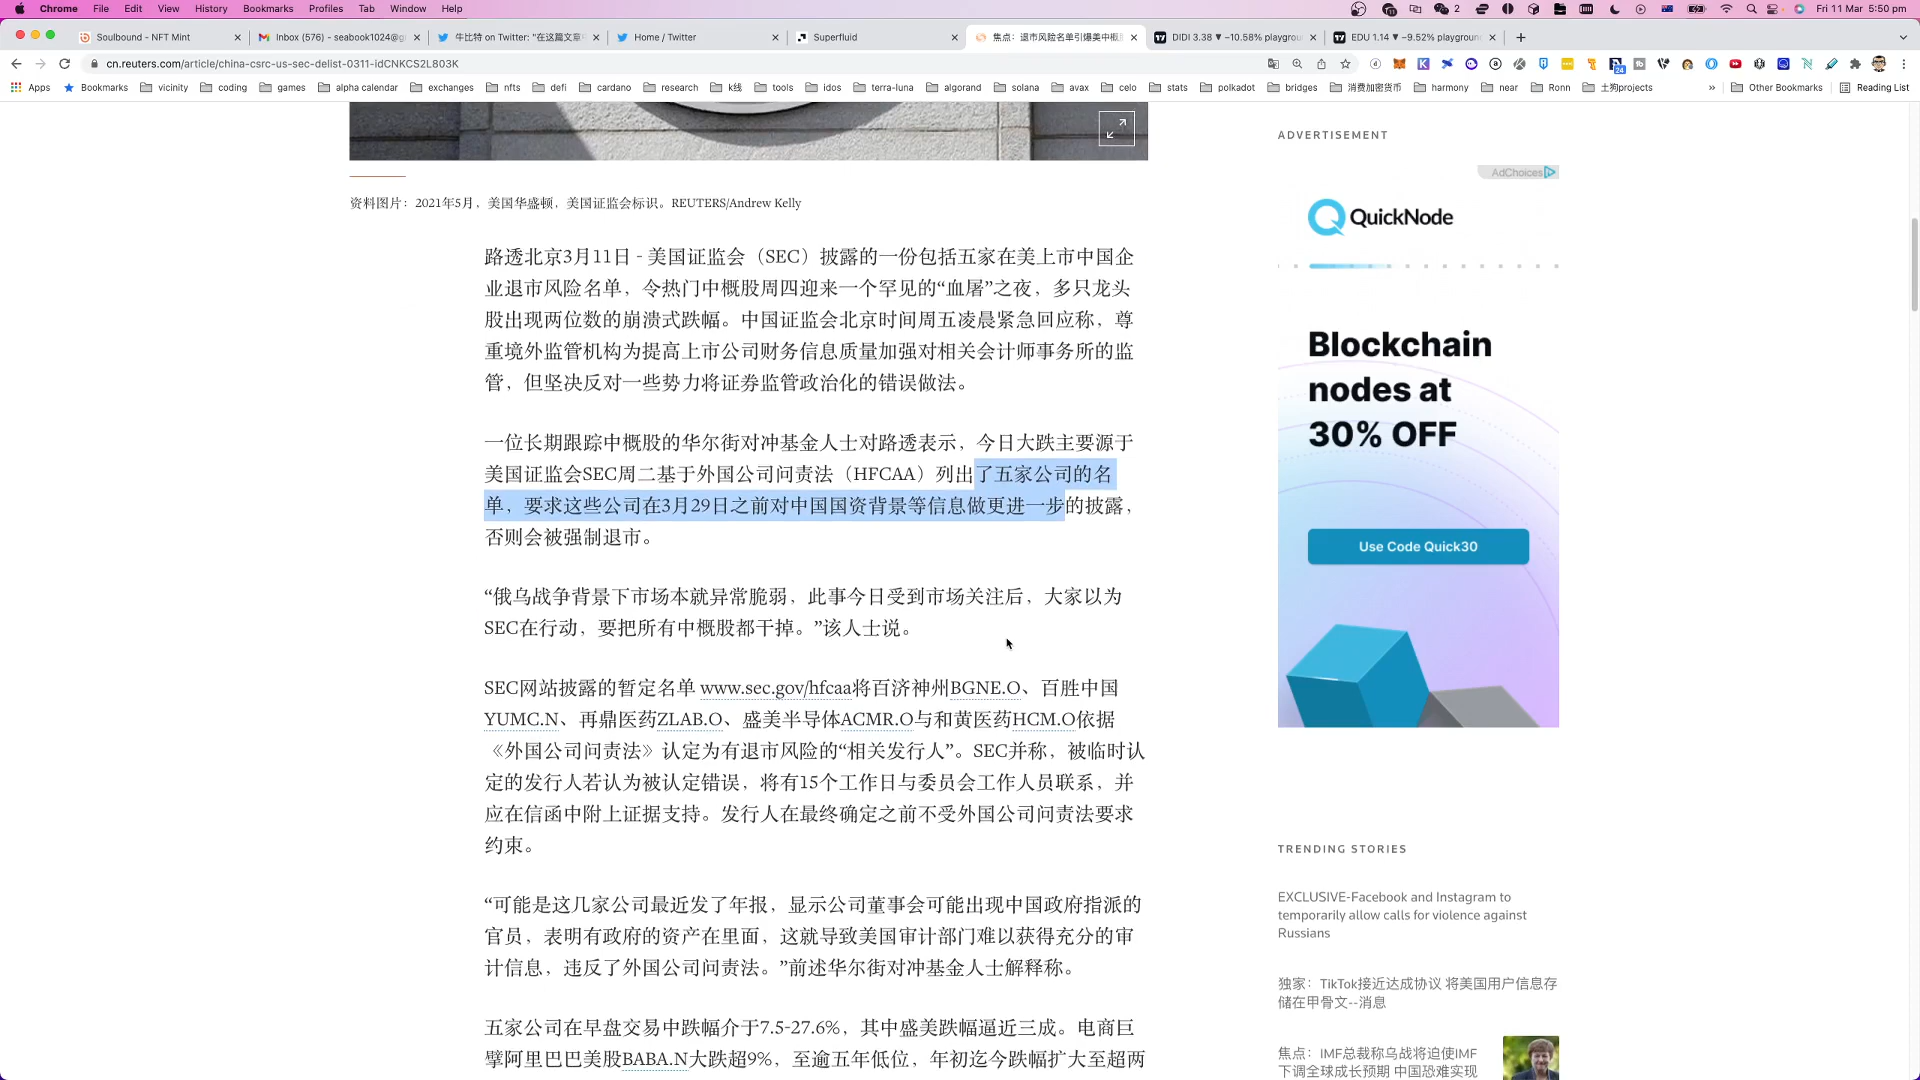 Chrome File Edit View History Bookmarks Profiles Tab Window Help 2 Fri 11 Mar 5:50 pm
Soulbound - NFT Mint
Inbox (576) - seabook1024@g
牛比特 on Twitter: "在这篇文章
Home / Twitter
Superfluid
焦点：退市风险名单引爆美中概
DIDI 3.38 ▼ −10.58% playgroun
EDU 1.14 ▼ −9.52% playground
cn.reuters.com/article/china-csrc-us-sec-delist-0311-idCNKCS2L803K
24
Apps Bookmarks vicinity coding games alpha calendar exchanges nfts defi cardano research k线 tools idos terra-luna algorand solana avax celo stats polkadot bridges 消费加密货币 harmony near Ronn 土狗projects » Other Bookmarks Reading List
资料图片：2021年5月，美国华盛顿，美国证监会标识。REUTERS/Andrew Kelly
路透北京3月11日 - 美国证监会（SEC）披露的一份包括五家在美上市中国企
业退市风险名单，令热门中概股周四迎来一个罕见的“血屠”之夜，多只龙头
股出现两位数的崩溃式跌幅。中国证监会北京时间周五凌晨紧急回应称，尊
重境外监管机构为提高上市公司财务信息质量加强对相关会计师事务所的监
管，但坚决反对一些势力将证券监管政治化的错误做法。
一位长期跟踪中概股的华尔街对冲基金人士对路透表示，今日大跌主要源于
美国证监会SEC周二基于外国公司问责法（HFCAA）列出了五家公司的名
单，要求这些公司在3月29日之前对中国国资背景等信息做更进一步的披露，
否则会被强制退市。
“俄乌战争背景下市场本就异常脆弱，此事今日受到市场关注后，大家以为
SEC在行动，要把所有中概股都干掉。”该人士说。
SEC网站披露的暂定名单 www.sec.gov/hfcaa将百济神州BGNE.O、百胜中国
YUMC.N、再鼎医药ZLAB.O、盛美半导体ACMR.O与和黄医药HCM.O依据
《外国公司问责法》认定为有退市风险的“相关发行人”。SEC并称，被临时认
定的发行人若认为被认定错误，将有15个工作日与委员会工作人员联系，并
应在信函中附上证据支持。发行人在最终确定之前不受外国公司问责法要求
约束。
“可能是这几家公司最近发了年报，显示公司董事会可能出现中国政府指派的
官员，表明有政府的资产在里面，这就导致美国审计部门难以获得充分的审
计信息，违反了外国公司问责法。”前述华尔街对冲基金人士解释称。
五家公司在早盘交易中跌幅介于7.5-27.6%，其中盛美跌幅逼近三成。电商巨
擘阿里巴巴美股BABA.N大跌超9%，至逾五年低位，年初迄今跌幅扩大至超两
ADVERTISEMENT
AdChoices
QuickNode
Blockchain
nodes at
30% OFF
Use Code Quick30
TRENDING STORIES
EXCLUSIVE-Facebook and Instagram to
temporarily allow calls for violence against
Russians
独家：TikTok接近达成协议 将美国用户信息存
储在甲骨文--消息
焦点：IMF总裁称乌战将迫使IMF
下调全球成长预期 中国恐难实现